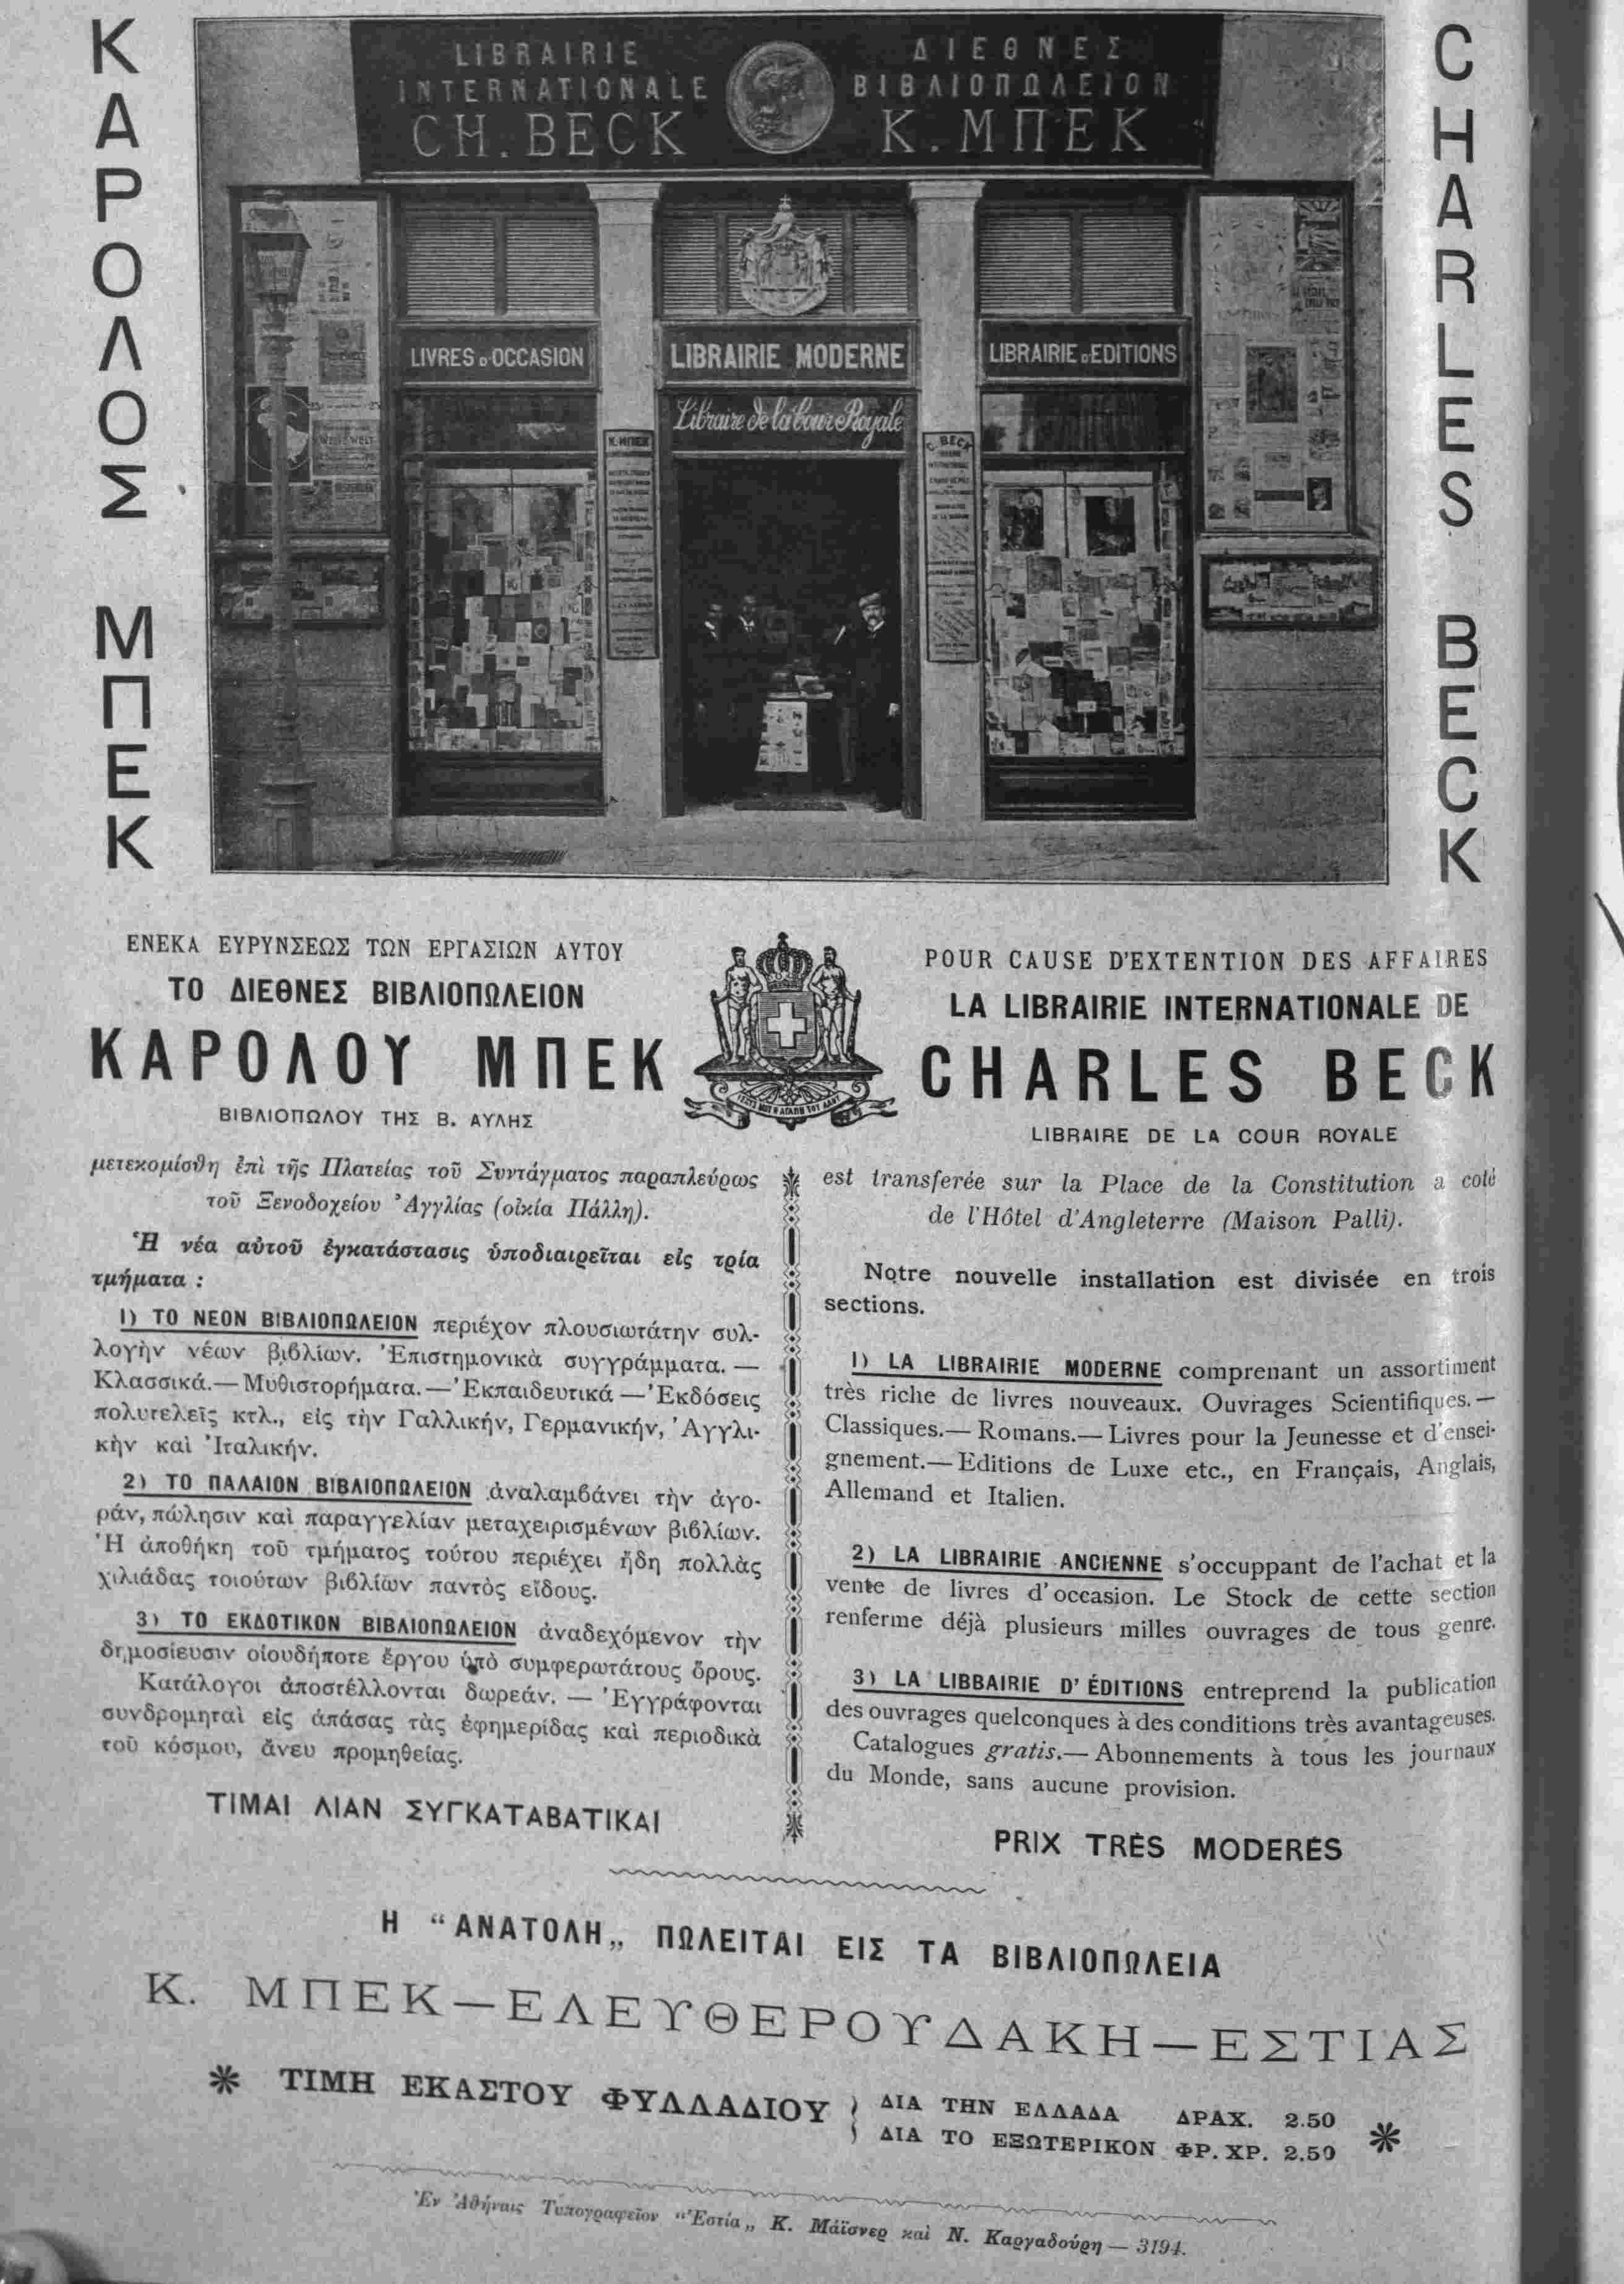 ΚΑΡΟΛΟΣ ΜΠΕΚ
CHARLES BECK
LIBRAIRIE
INTERNATIONALE
CH. BECK
ΔΙΕΘΝΕΣ
ΒΙΒΛΙΟΠΩΛΕΙΟΝ
Κ. ΜΠΕΚ
LIVRES D'OCCASION
LIBRAIRIE MODERNE
LIBRAIRIE D'EDITIONS
Libraire de la Cour Royale
Κ. ΜΠΕΚ
C. BECK
ΕΝΕΚΑ ΕΥΡΥΝΣΕΩΣ ΤΩΝ ΕΡΓΑΣΙΩΝ ΑΥΤΟΥ
ΤΟ ΔΙΕΘΝΕΣ ΒΙΒΛΙΟΠΩΛΕΙΟΝ
ΚΑΡΟΛΟΥ ΜΠΕΚ
ΒΙΒΛΙΟΠΩΛΟΥ ΤΗΣ Β. ΑΥΛΗΣ
μετεκομίσθη ἐπὶ τῆς Πλατείας τοῦ Συντάγματος παραπλεύρως
τοῦ Ξενοδοχείου Ἀγγλίας (οἰκία Πάλλη).
Ἡ νέα αὐτοῦ ἐγκατάστασις ὑποδιαιρεῖται εἰς τρία
τμήματα :
1) ΤΟ ΝΕΟΝ ΒΙΒΛΙΟΠΩΛΕΙΟΝ περιέχον πλουσιωτάτην συλ-
λογὴν νέων βιβλίων. Ἐπιστημονικὰ συγγράμματα. —
Κλασσικά.— Μυθιστορήματα. — Ἐκπαιδευτικά — Ἐκδόσεις
πολυτελεῖς κτλ., εἰς τὴν Γαλλικήν, Γερμανικήν, Ἀγγλι-
κὴν καὶ Ἰταλικήν.
2) ΤΟ ΠΑΛΑΙΟΝ ΒΙΒΛΙΟΠΩΛΕΙΟΝ ἀναλαμβάνει τὴν ἀγο-
ράν, πώλησιν καὶ παραγγελίαν μεταχειρισμένων βιβλίων.
Ἡ ἀποθήκη τοῦ τμήματος τούτου περιέχει ἤδη πολλὰς
χιλιάδας τοιούτων βιβλίων παντὸς εἴδους.
3) ΤΟ ΕΚΔΟΤΙΚΟΝ ΒΙΒΛΙΟΠΩΛΕΙΟΝ ἀναδεχόμενον τὴν
δημοσίευσιν οἱουδήποτε ἔργου ὑπὸ συμφερωτάτους ὅρους.
Κατάλογοι ἀποστέλλονται δωρεάν. — Ἐγγράφονται
συνδρομηταὶ εἰς ἁπάσας τὰς ἐφημερίδας καὶ περιοδικὰ
τοῦ κόσμου, ἄνευ προμηθείας.
ΤΙΜΑΙ ΛΙΑΝ ΣΥΓΚΑΤΑΒΑΤΙΚΑΙ
POUR CAUSE D'EXTENTION DES AFFAIRES
LA LIBRAIRIE INTERNATIONALE DE
CHARLES BECK
LIBRAIRE DE LA COUR ROYALE
est transferée sur la Place de la Constitution a coté
de l'Hôtel d'Angleterre (Maison Palli).
Notre nouvelle installation est divisée en trois
sections.
1) LA LIBRAIRIE MODERNE comprenant un assortiment
très riche de livres nouveaux. Ouvrages Scientifiques.—
Classiques.— Romans.— Livres pour la Jeunesse et d'ensei-
gnement.— Editions de Luxe etc., en Français, Anglais,
Allemand et Italien.
2) LA LIBRAIRIE ANCIENNE s'occuppant de l'achat et la
vente de livres d'occasion. Le Stock de cette section
renferme déjà plusieurs milles ouvrages de tous genre.
3) LA LIBBAIRIE D'ÉDITIONS entreprend la publication
des ouvrages quelconques à des conditions très avantageuses.
Catalogues gratis.— Abonnements à tous les journaux
du Monde, sans aucune provision.
PRIX TRÈS MODERÉS
Η “ΑΝΑΤΟΛΗ„ ΠΩΛΕΙΤΑΙ ΕΙΣ ΤΑ ΒΙΒΛΙΟΠΩΛΕΙΑ
Κ. ΜΠΕΚ — ΕΛΕΥΘΕΡΟΥΔΑΚΗ — ΕΣΤΙΑΣ
ΤΙΜΗ ΕΚΑΣΤΟΥ ΦΥΛΛΑΔΙΟΥ } ΔΙΑ ΤΗΝ ΕΛΛΑΔΑ ΔΡΑΧ. 2.50
ΔΙΑ ΤΟ ΕΞΩΤΕΡΙΚΟΝ ΦΡ. ΧΡ. 2.50
Ἐν Ἀθήναις Τυπογραφεῖον “Ἑστία„ Κ. Μάϊσνερ καὶ Ν. Καργαδούρη — 3194.